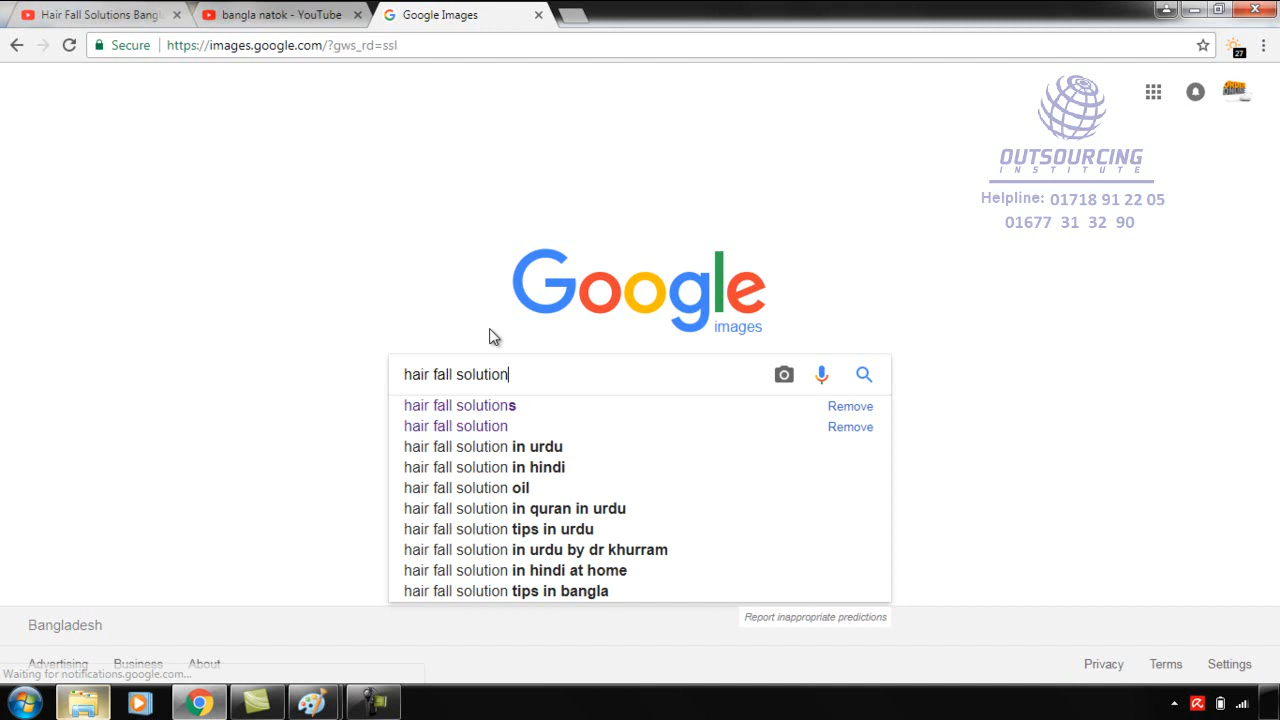 Hair Fall Solutions Bangl
bangla natok - YouTube
Google Images
Secure
https://images.google.com/?gws_rd=ssl
27
OUTSOURCING
INSTITUTE
Helpline: 01718 91 22 05
01677 31 32 90
Google
images
hair fall solution
hair fall solutions
Remove
hair fall solution
Remove
hair fall solution in urdu
hair fall solution in hindi
hair fall solution oil
hair fall solution in quran in urdu
hair fall solution tips in urdu
hair fall solution in urdu by dr khurram
hair fall solution in hindi at home
hair fall solution tips in bangla
Report inappropriate predictions
Bangladesh
Advertising Business About
Privacy Terms Settings
Waiting for notifications.google.com...